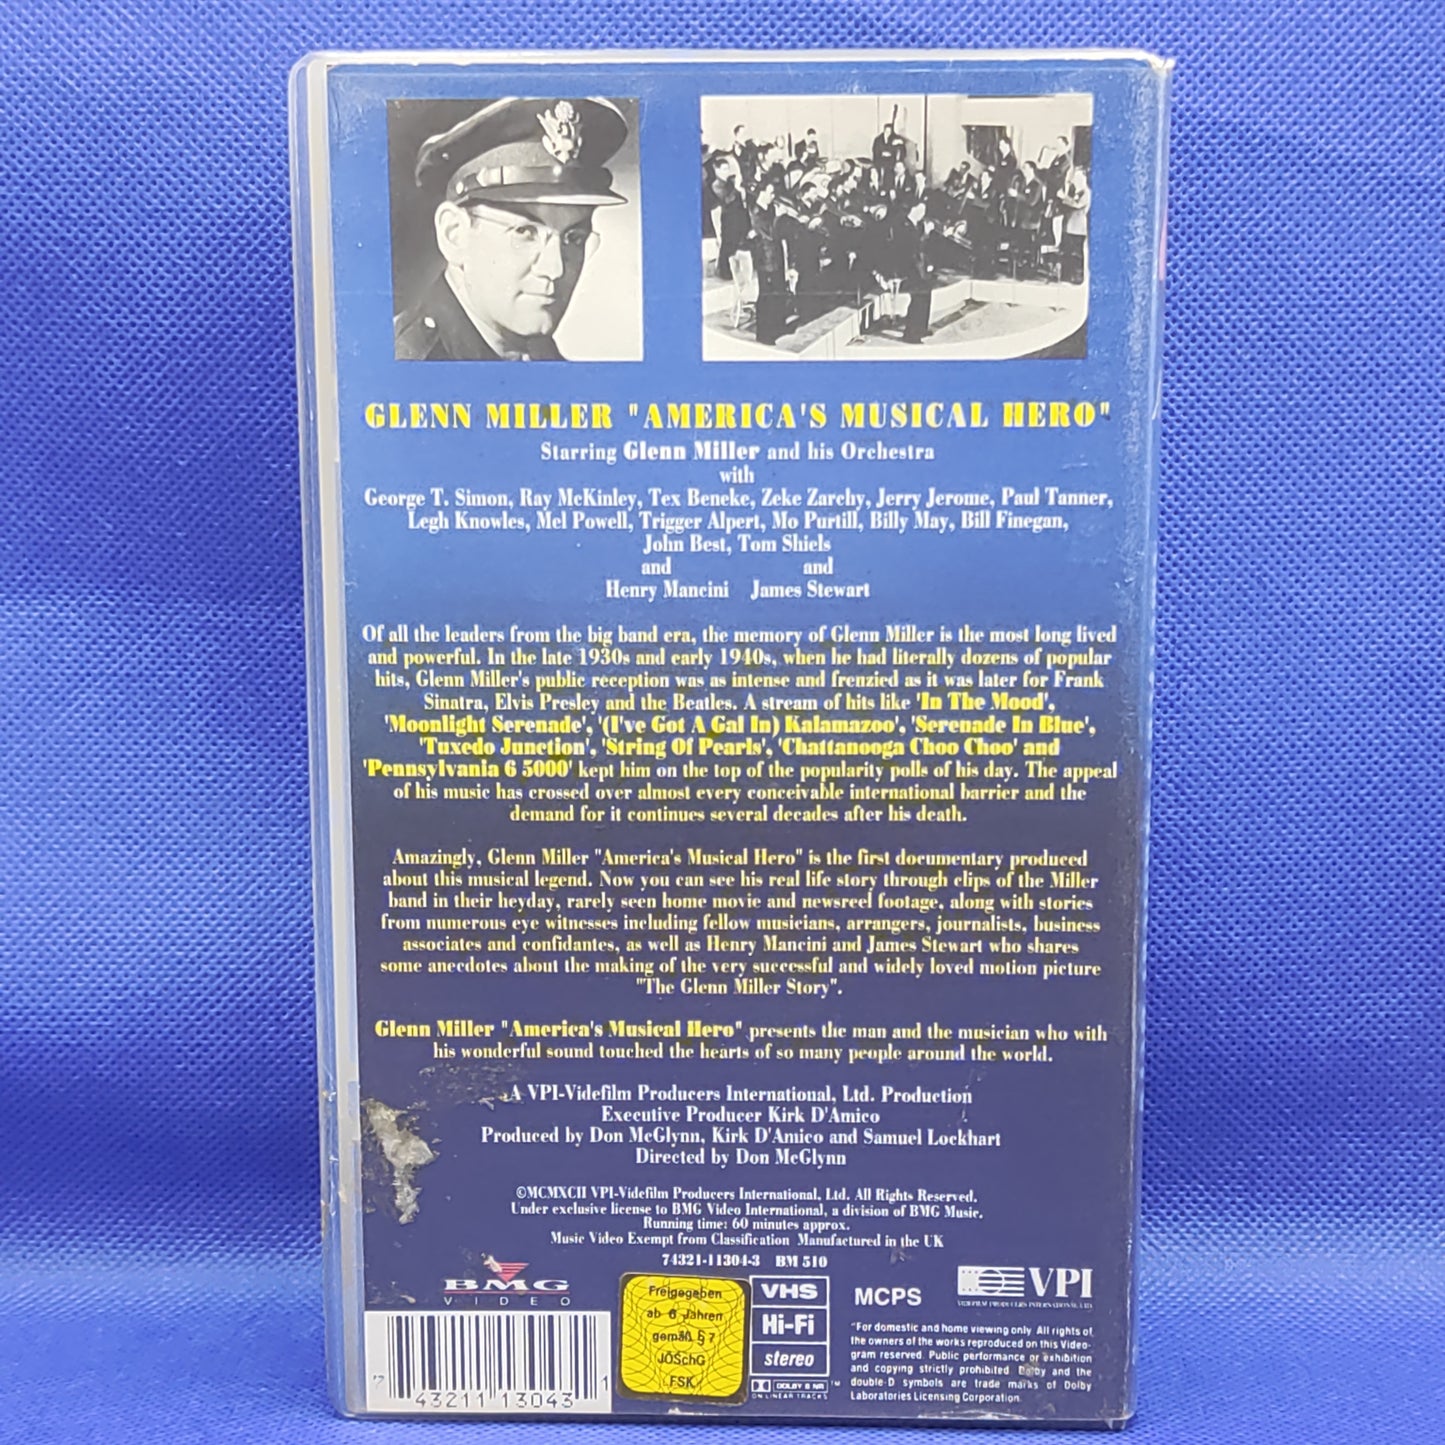 GLENN MILLER "AMERICA'S MUSICAL HERO"
Starring Glenn Miller and his Orchestra
with
George T. Simon, Ray McKinley, Tex Beneke, Zeke Zarchy, Jerry Jerome, Paul Tanner,
Legh Knowles, Mel Powell, Trigger Alpert, Mo Purtill, Billy May, Bill Finegan,
John Best, Tom Shiels
and and
Henry Mancini James Stewart
Of all the leaders from the big band era, the memory of Glenn Miller is the most long lived
and powerful. In the late 1930s and early 1940s, when he had literally dozens of popular
hits, Glenn Miller's public reception was as intense and frenzied as it was later for Frank
Sinatra, Elvis Presley and the Beatles. A stream of hits like 'In The Mood',
'Moonlight Serenade', '(I've Got A Gal In) Kalamazoo', 'Serenade In Blue',
'Tuxedo Junction', 'String Of Pearls', 'Chattanooga Choo Choo' and
'Pennsylvania 6 5000' kept him on the top of the popularity polls of his day. The appeal
of his music has crossed over almost every conceivable international barrier and the
demand for it continues several decades after his death.
Amazingly, Glenn Miller "America's Musical Hero" is the first documentary produced
about this musical legend. Now you can see his real life story through clips of the Miller
band in their heyday, rarely seen home movie and newsreel footage, along with stories
from numerous eye witnesses including fellow musicians, arrangers, journalists, business
associates and confidantes, as well as Henry Mancini and James Stewart who shares
some anecdotes about the making of the very successful and widely loved motion picture
"The Glenn Miller Story".
Glenn Miller "America's Musical Hero" presents the man and the musician who with
his wonderful sound touched the hearts of so many people around the world.
A VPI-Videfilm Producers International, Ltd. Production
Executive Producer Kirk D'Amico
Produced by Don McGlynn, Kirk D'Amico and Samuel Lockhart
Directed by Don McGlynn
©MCMXCII VPI-Videfilm Producers International, Ltd. All Rights Reserved.
Under exclusive license to BMG Video International, a division of BMG Music.
Running time: 60 minutes approx.
Music Video Exempt from Classification Manufactured in the UK
74321-11304-3 BM 510
BMG
VIDEO
Freigegeben
ab 6 Jahren
gemäß § 7
JÖSchG
FSK
VHS
Hi-Fi
stereo
DOLBY B NR
ON LINEAR TRACKS
MCPS
VPI
VIDEFILM PRODUCERS INTERNATIONAL LTD.
"For domestic and home viewing only. All rights of
the owners of the works reproduced on this Video-
gram reserved. Public performance or exhibition
and copying strictly prohibited. Dolby and the
double-D symbols are trade marks of Dolby
Laboratories Licensing Corporation.
7 43211 13043 1